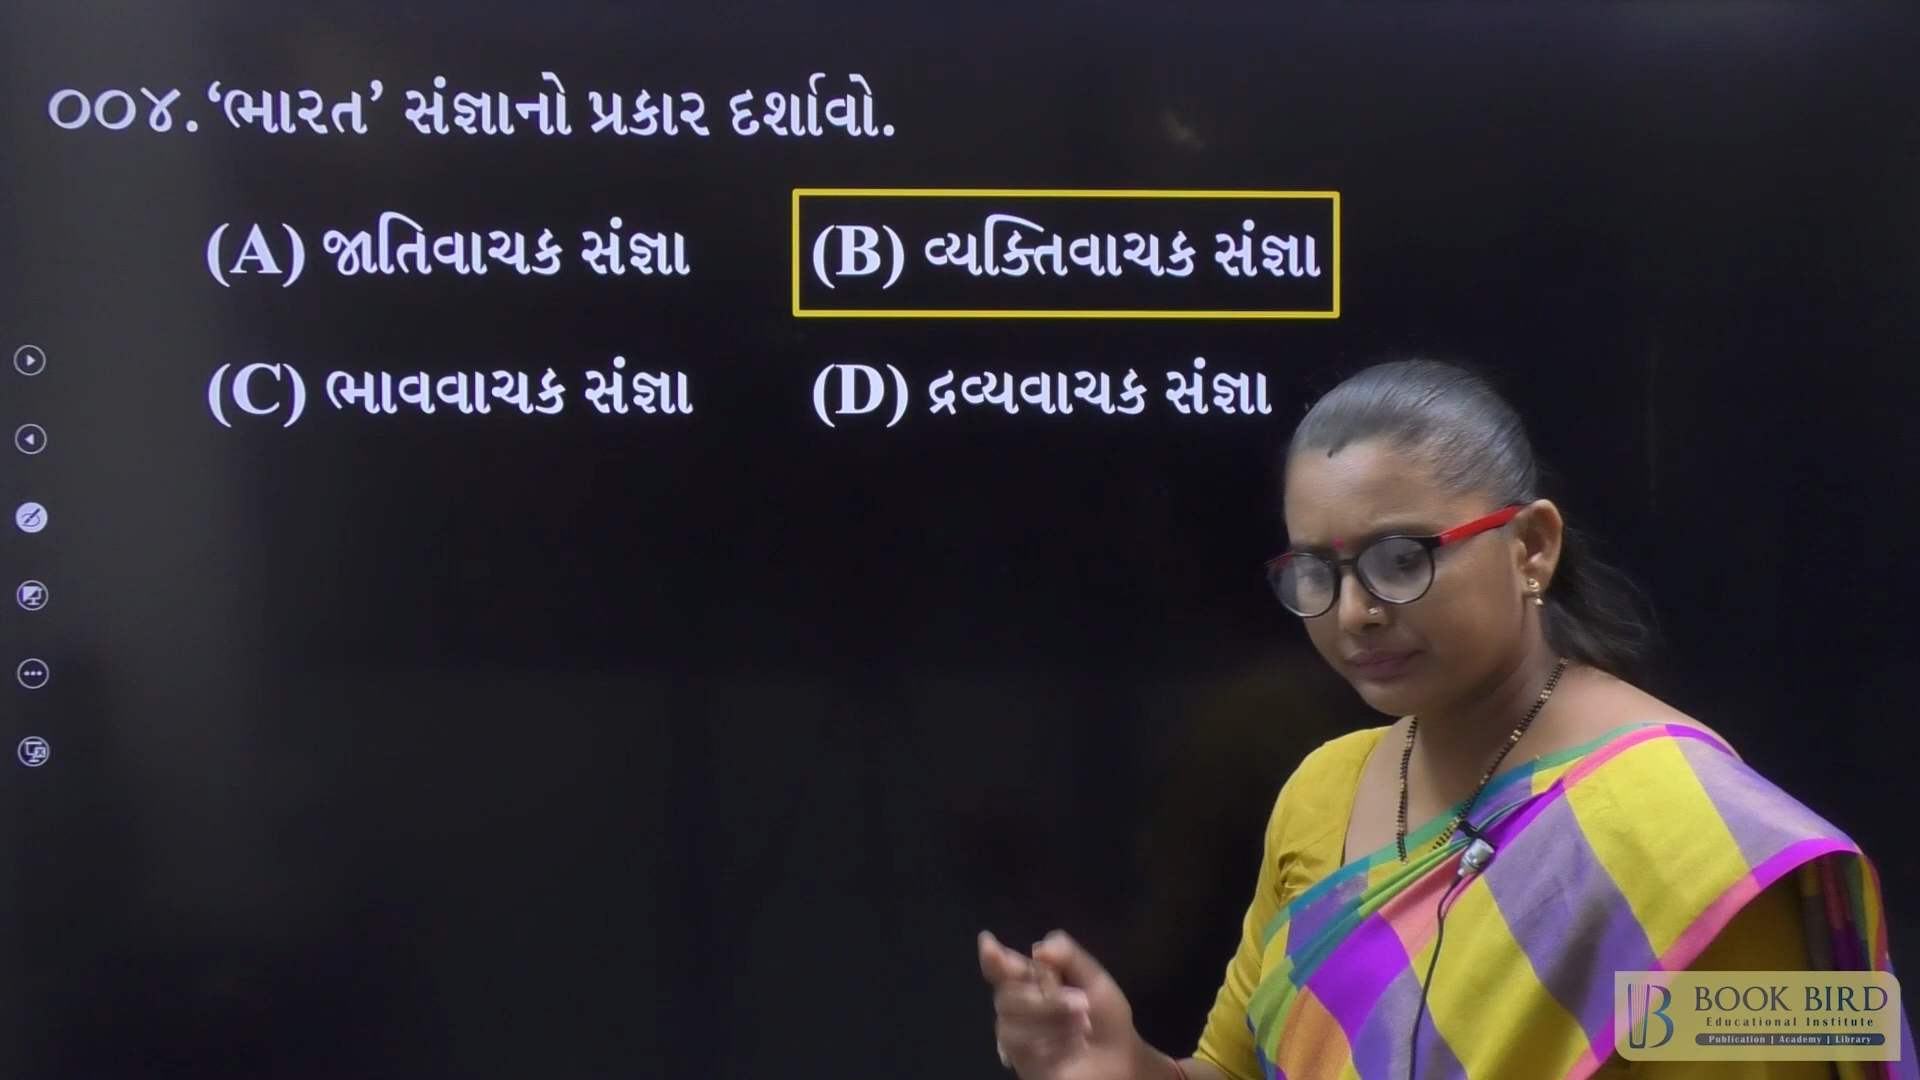 ૦૦૪. ‘ભારત’ સંજ્ઞાનો પ્રકાર દર્શાવો.
(A) જાતિવાચક સંજ્ઞા (B) વ્યક્તિવાચક સંજ્ઞા
(C) ભાવવાચક સંજ્ઞા (D) દ્રવ્યવાચક સંજ્ઞા
BOOK BIRD
Educational Institute
Publication | Academy | Library